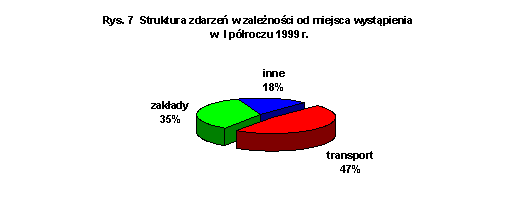 Rys. 7 Struktura zdarzeń w zależności od miejsca wystąpienia
w I półroczu 1999 r.
inne
18%
zakłady
35%
transport
47%